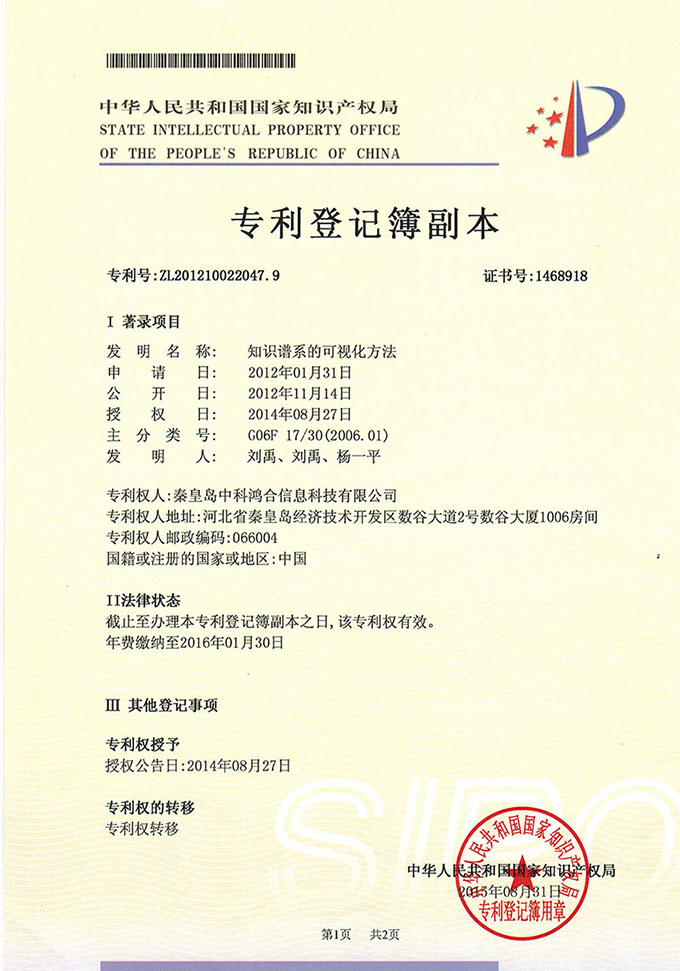 中华人民共和国国家知识产权局
STATE INTELLECTUAL PROPERTY OFFICE
OF THE PEOPLE'S REPUBLIC OF CHINA
专利登记簿副本
专利号:ZL201210022047.9 证书号:1468918
I 著录项目
发明名称: 知识谱系的可视化方法
申请日: 2012年01月31日
公开日: 2012年11月14日
授权日: 2014年08月27日
主分类号: G06F 17/30(2006.01)
发明人: 刘禹、刘禹、杨一平
专利权人:秦皇岛中科鸿合信息科技有限公司
专利权人地址:河北省秦皇岛经济技术开发区数谷大道2号数谷大厦1006房间
专利权人邮政编码:066004
国籍或注册的国家或地区:中国
II法律状态
截止至办理本专利登记簿副本之日,该专利权有效。
年费缴纳至2016年01月30日
III 其他登记事项
专利权授予
授权公告日:2014年08月27日
专利权的转移
专利权转移
SIPO
中华人民共和国国家知识产权局
2015年08月31日
中华人民共和国国家知识产权局
专利登记簿用章
第1页 共2页